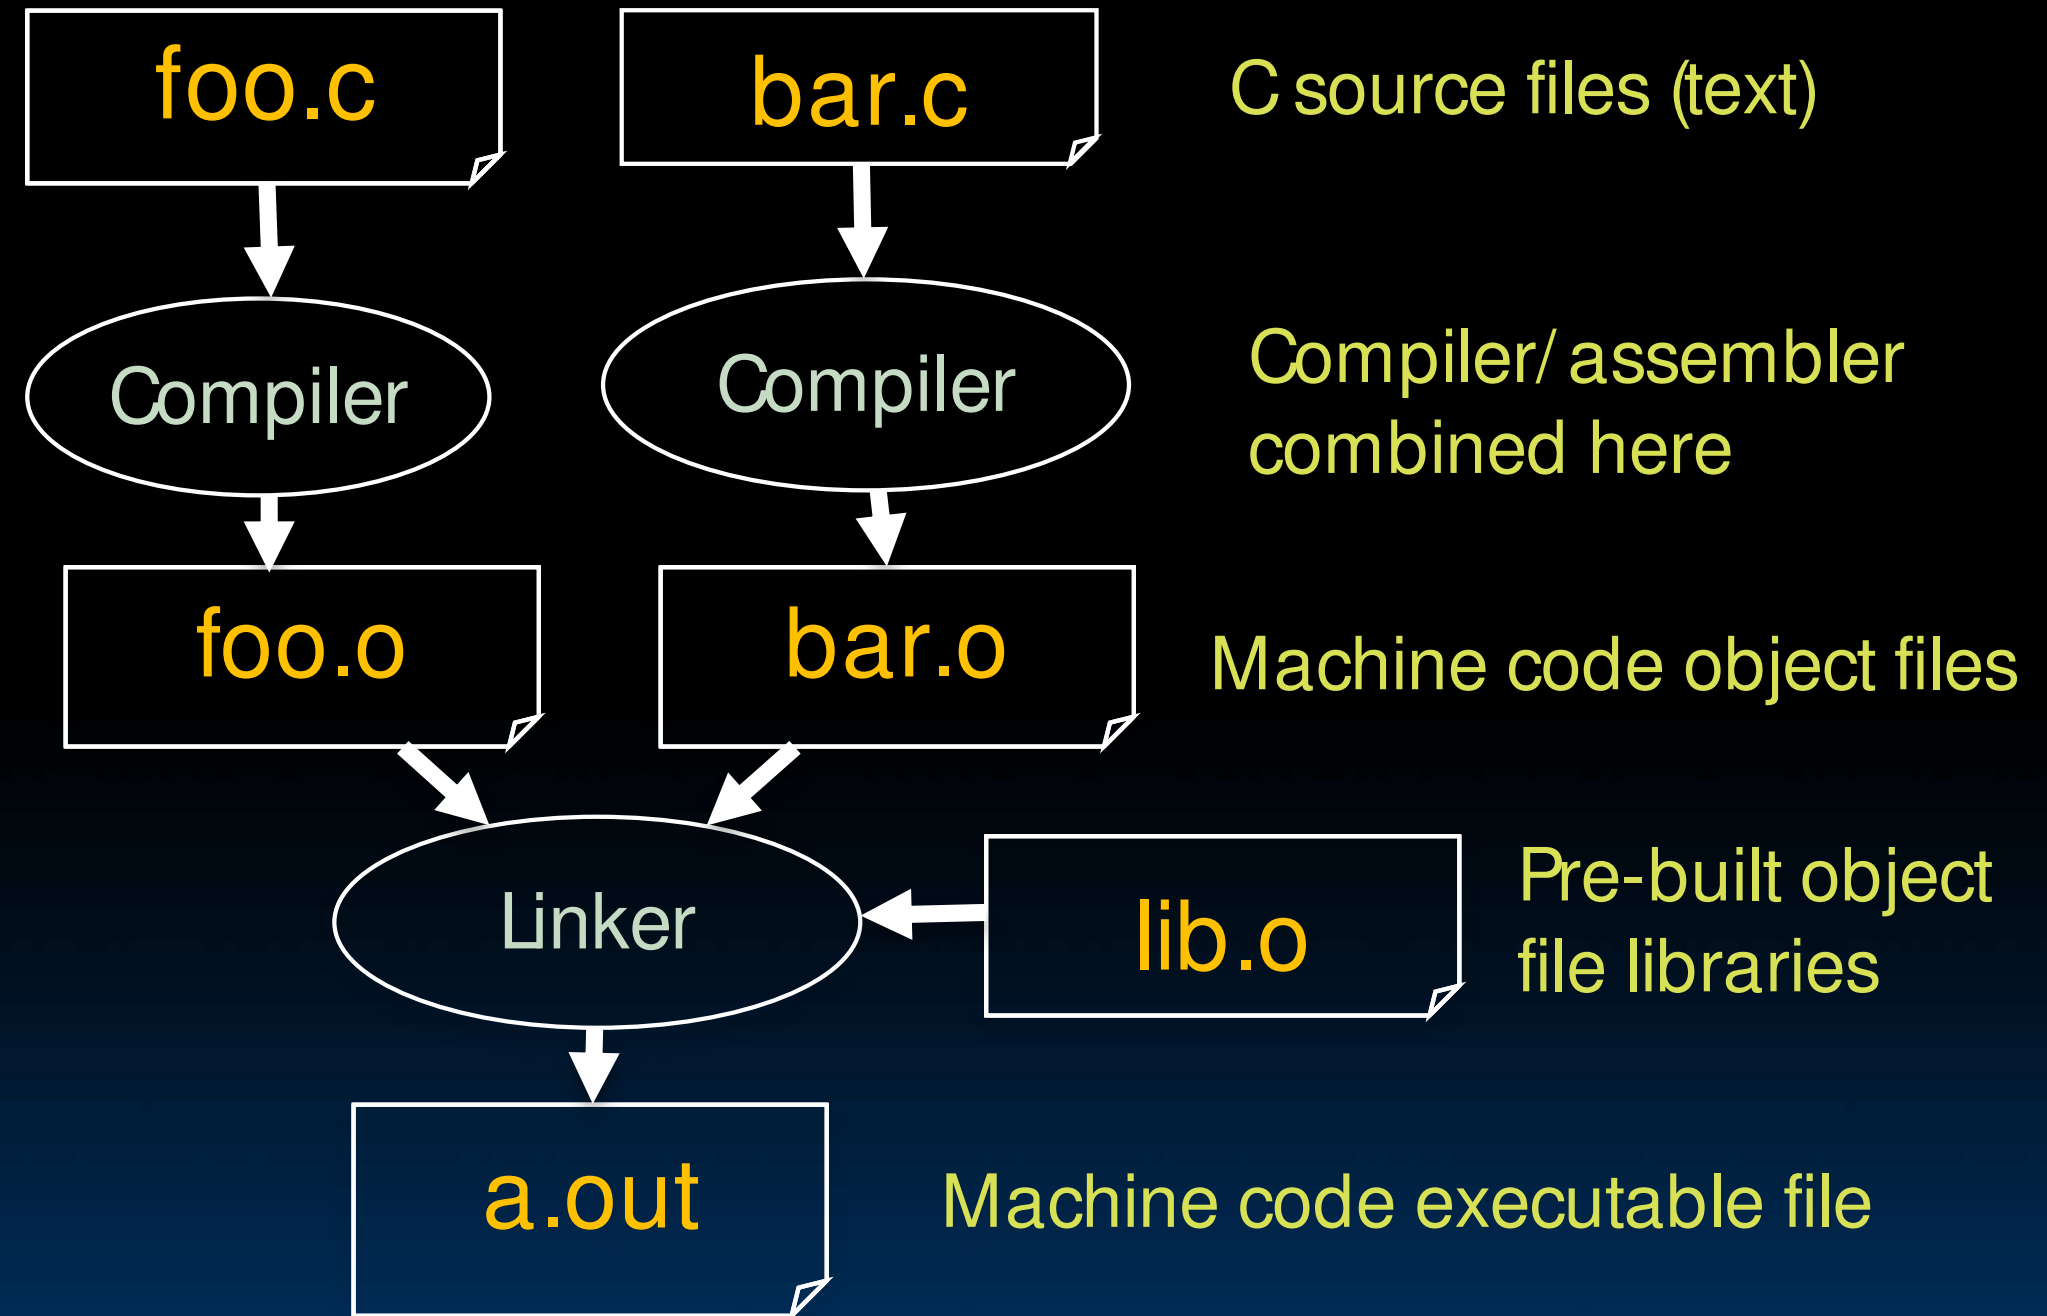 foo.c
bar.c
C source files (text)
Compiler
Compiler
Compiler/assembler
combined here
foo.o
bar.o
Machine code object files
Linker
lib.o
Pre-built object
file libraries
a.out
Machine code executable file